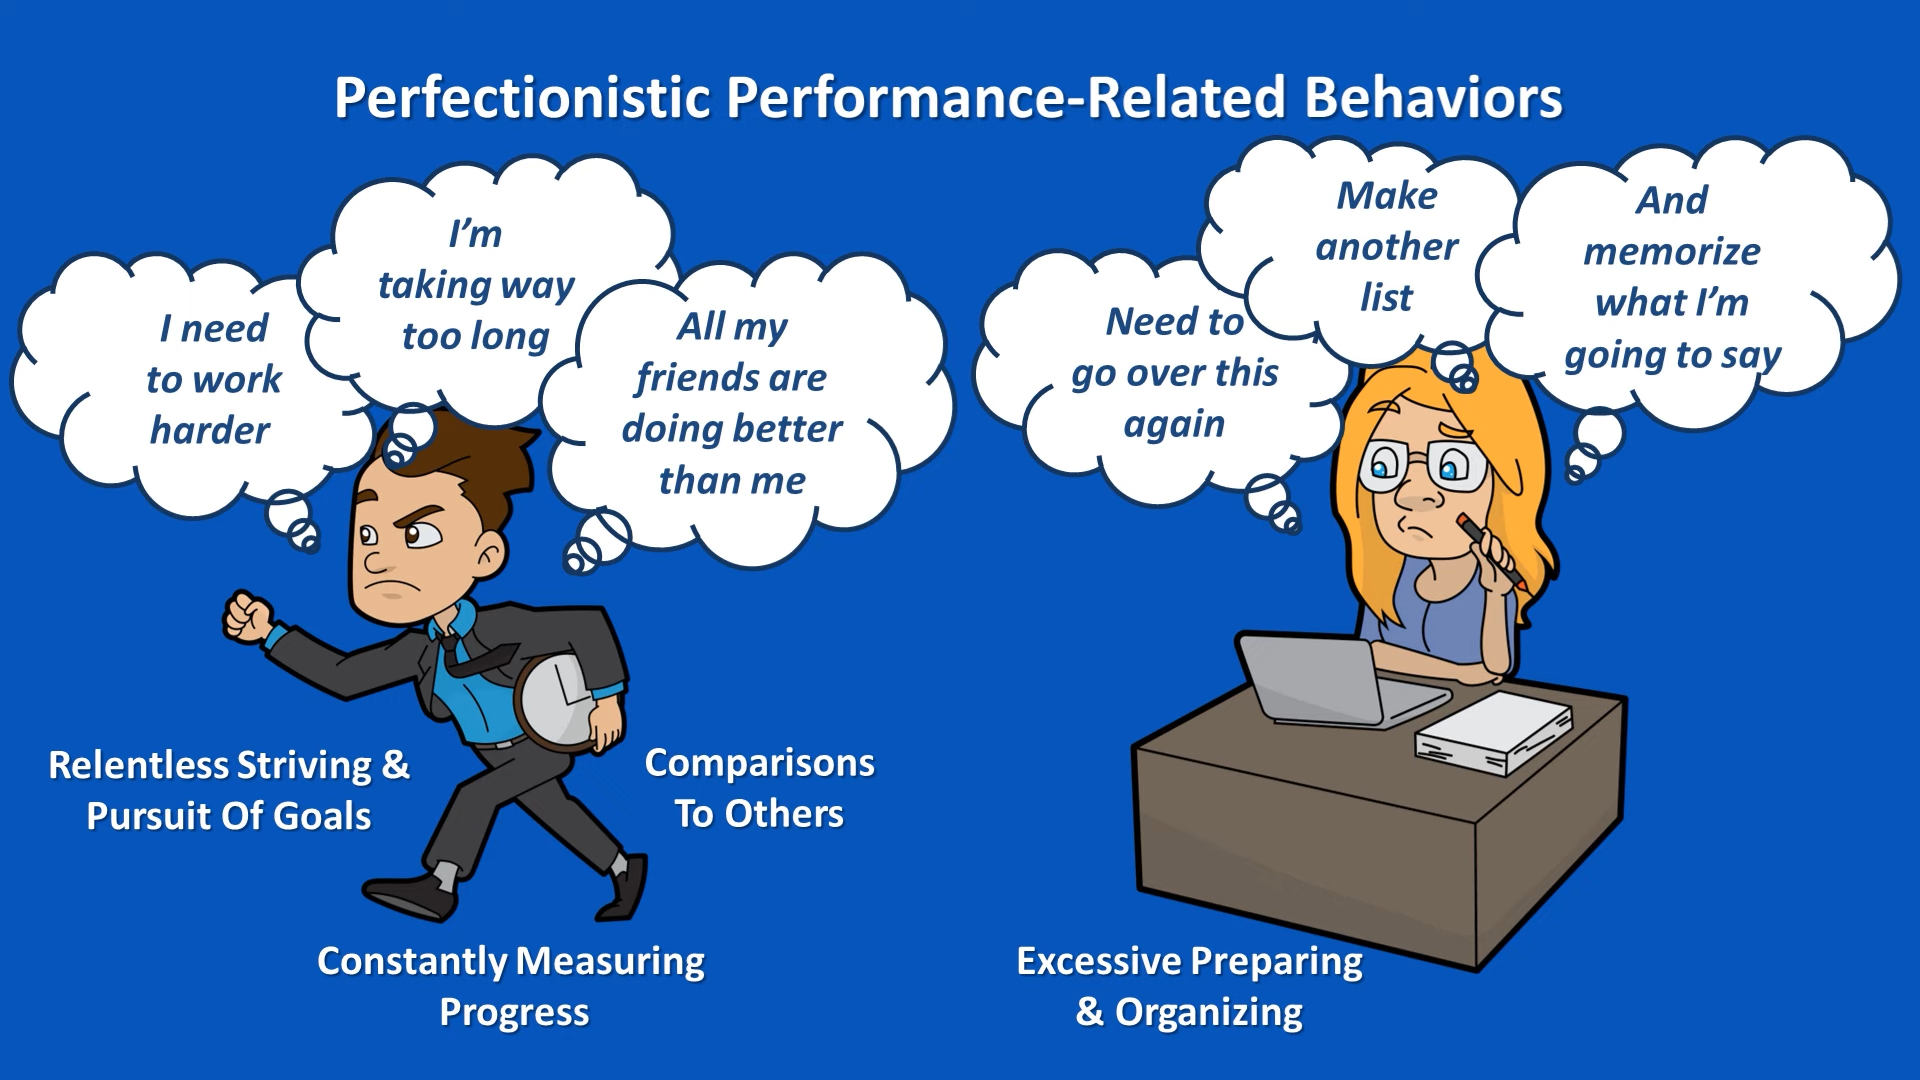 Perfectionistic Performance-Related Behaviors
I need
to work
harder
I’m
taking way
too long
All my
friends are
doing better
than me
Need to
go over this
again
Make
another
list
And
memorize
what I’m
going to say
Relentless Striving &
Pursuit Of Goals
Comparisons
To Others
Constantly Measuring
Progress
Excessive Preparing
& Organizing